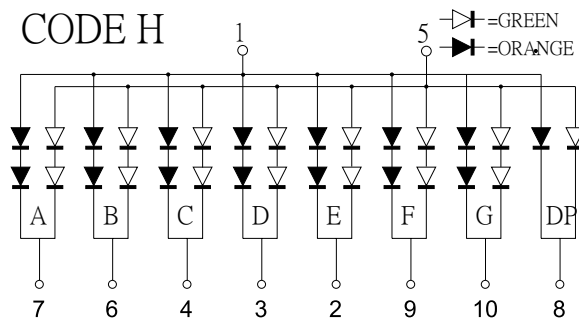 CODE H
1
5
=GREEN
=ORANGE
A B C D E F G DP
7 6 4 3 2 9 10 8